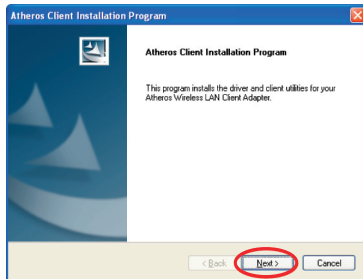 Atheros Client Installation Program
Atheros Client Installation Program
This program installs the driver and client utilities for your
Atheros Wireless LAN Client Adapter.
< Back
Next >
Cancel